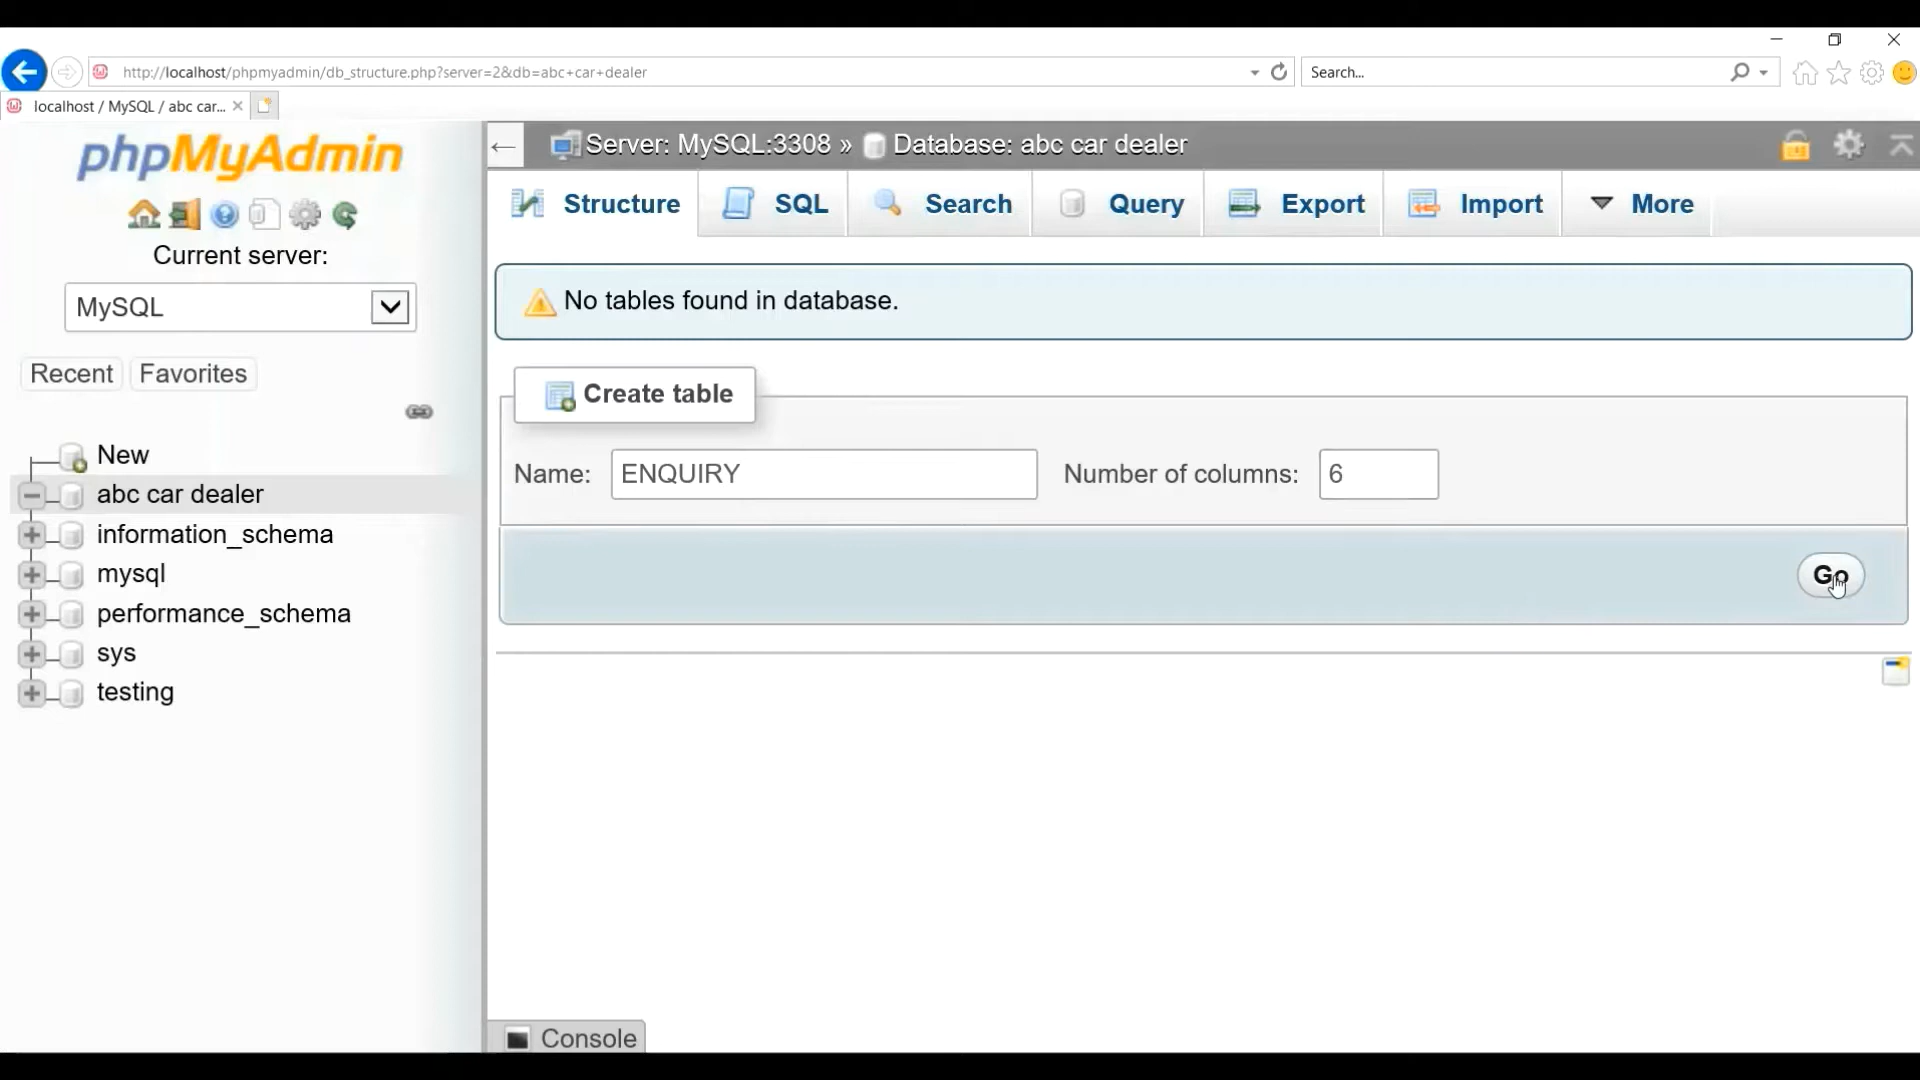 http://localhost/phpmyadmin/db_structure.php?server=2&db=abc+car+dealer
Search...
localhost / MySQL / abc car...
phpMyAdmin
Current server:
MySQL
Recent
Favorites
New
abc car dealer
information_schema
mysql
performance_schema
sys
testing
Server: MySQL:3308 » Database: abc car dealer
Structure
SQL
Search
Query
Export
Import
More
No tables found in database.
Create table
Name: ENQUIRY Number of columns: 6
Go
Console